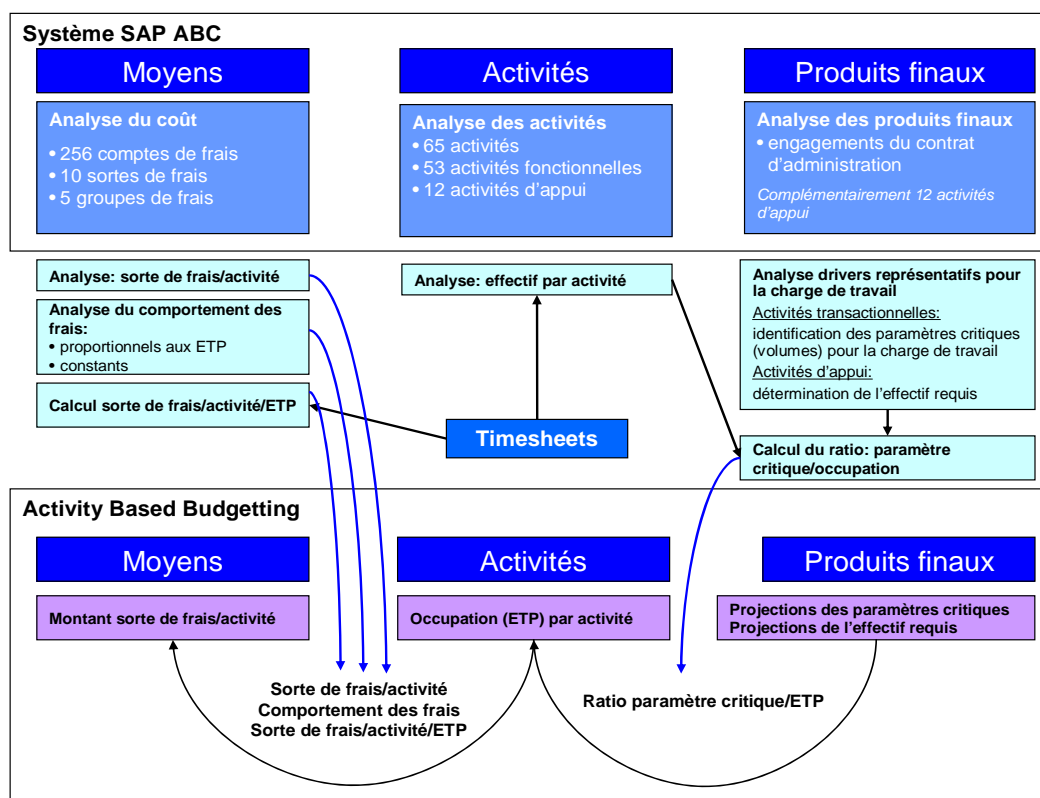 Système SAP ABC
Moyens
Activités
Produits finaux
Analyse du coût
• 256 comptes de frais
• 10 sortes de frais
• 5 groupes de frais
Analyse des activités
• 65 activités
• 53 activités fonctionnelles
• 12 activités d'appui
Analyse des produits finaux
• engagements du contrat
d'administration
Complémentairement 12 activités
d'appui
Analyse: sorte de frais/activité
Analyse du comportement des
frais:
• proportionnels aux ETP
• constants
Calcul sorte de frais/activité/ETP
Analyse: effectif par activité
Timesheets
Analyse drivers représentatifs pour
la charge de travail
Activités transactionnelles:
identification des paramètres critiques
(volumes) pour la charge de travail
Activités d'appui:
détermination de l'effectif requis
Calcul du ratio: paramètre
critique/occupation
Activity Based Budgetting
Moyens
Activités
Produits finaux
Montant sorte de frais/activité
Occupation (ETP) par activité
Projections des paramètres critiques
Projections de l'effectif requis
Sorte de frais/activité
Comportement des frais
Sorte de frais/activité/ETP
Ratio paramètre critique/ETP